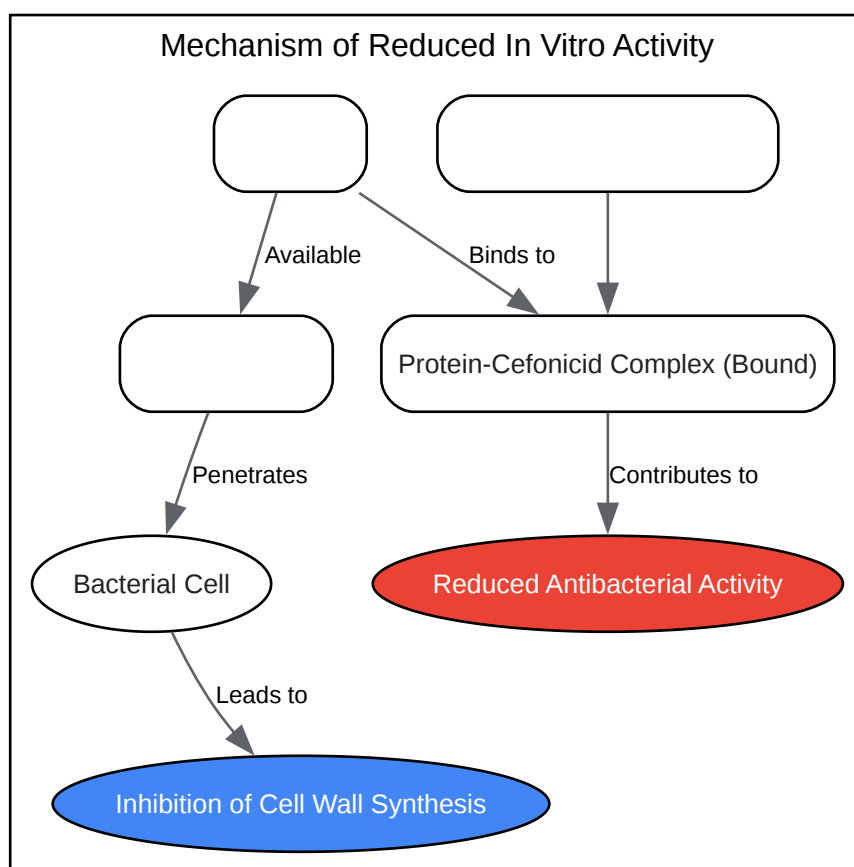 Mechanism of Reduced In Vitro Activity
Available
Binds to
Protein-Cefonicid Complex (Bound)
Penetrates
Contributes to
Bacterial Cell
Reduced Antibacterial Activity
Leads to
Inhibition of Cell Wall Synthesis